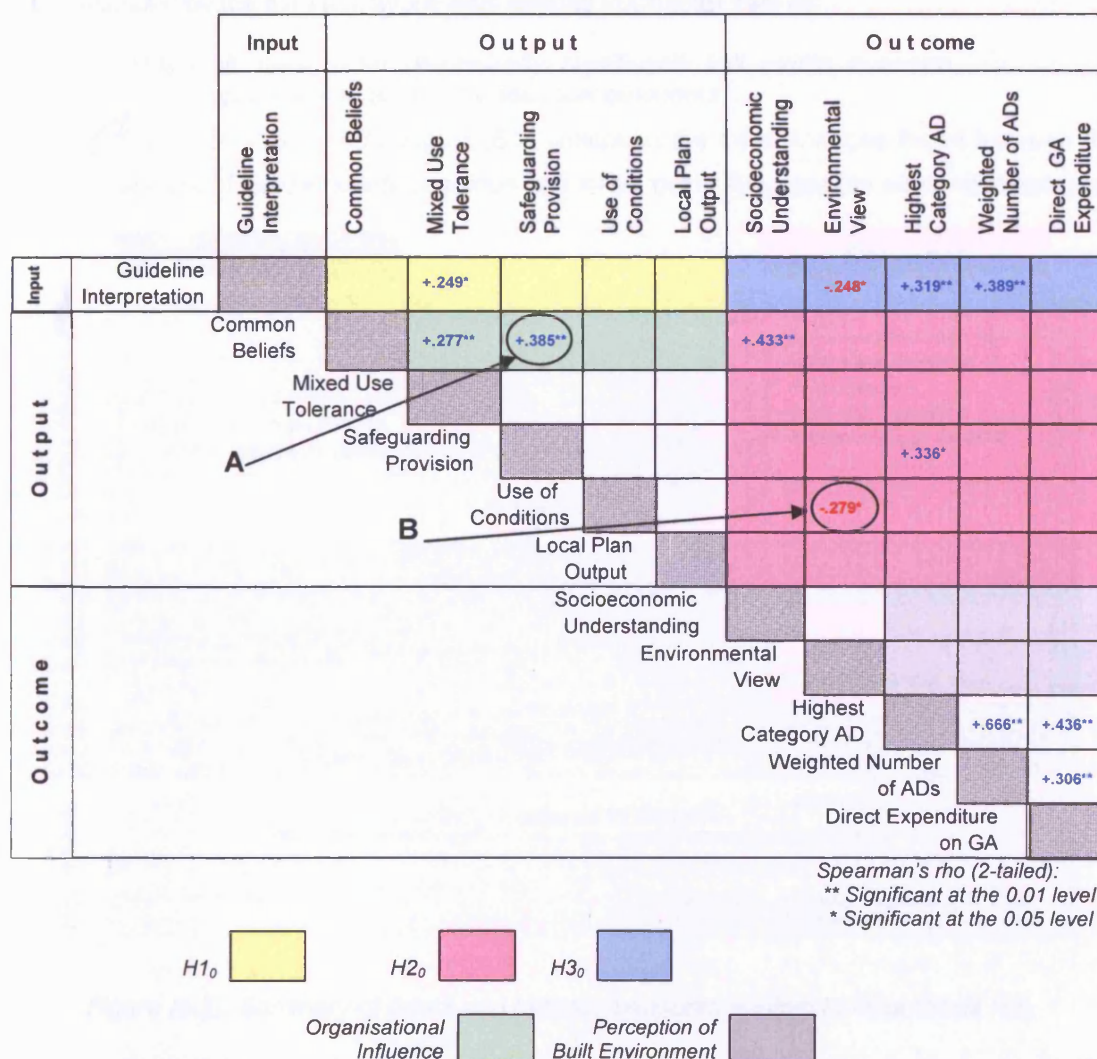 Input
Output
Outcome
Guideline
Interpretation
Common Beliefs
Mixed Use
Tolerance
Safeguarding
Provision
Use of
Conditions
Local Plan
Output
Socioeconomic
Understanding
Environmental
View
Highest
Category AD
Weighted
Number of ADs
Direct GA
Expenditure
Input
Guideline
Interpretation
+.249* -.248* +.319** +.389**
Output
Common
Beliefs
+.277** +.385** +.433**
Mixed Use
Tolerance
A
Safeguarding
Provision
+.336*
Use of
Conditions
B
-.279*
Local Plan
Output
Outcome
Socioeconomic
Understanding
Environmental
View
Highest
Category AD
+.666** +.436**
Weighted Number
of ADs
+.306**
Direct Expenditure
on GA
Spearman's rho (2-tailed):
** Significant at the 0.01 level
* Significant at the 0.05 level
H1₀ H2₀ H3₀
Organisational
Influence
Perception of
Built Environment